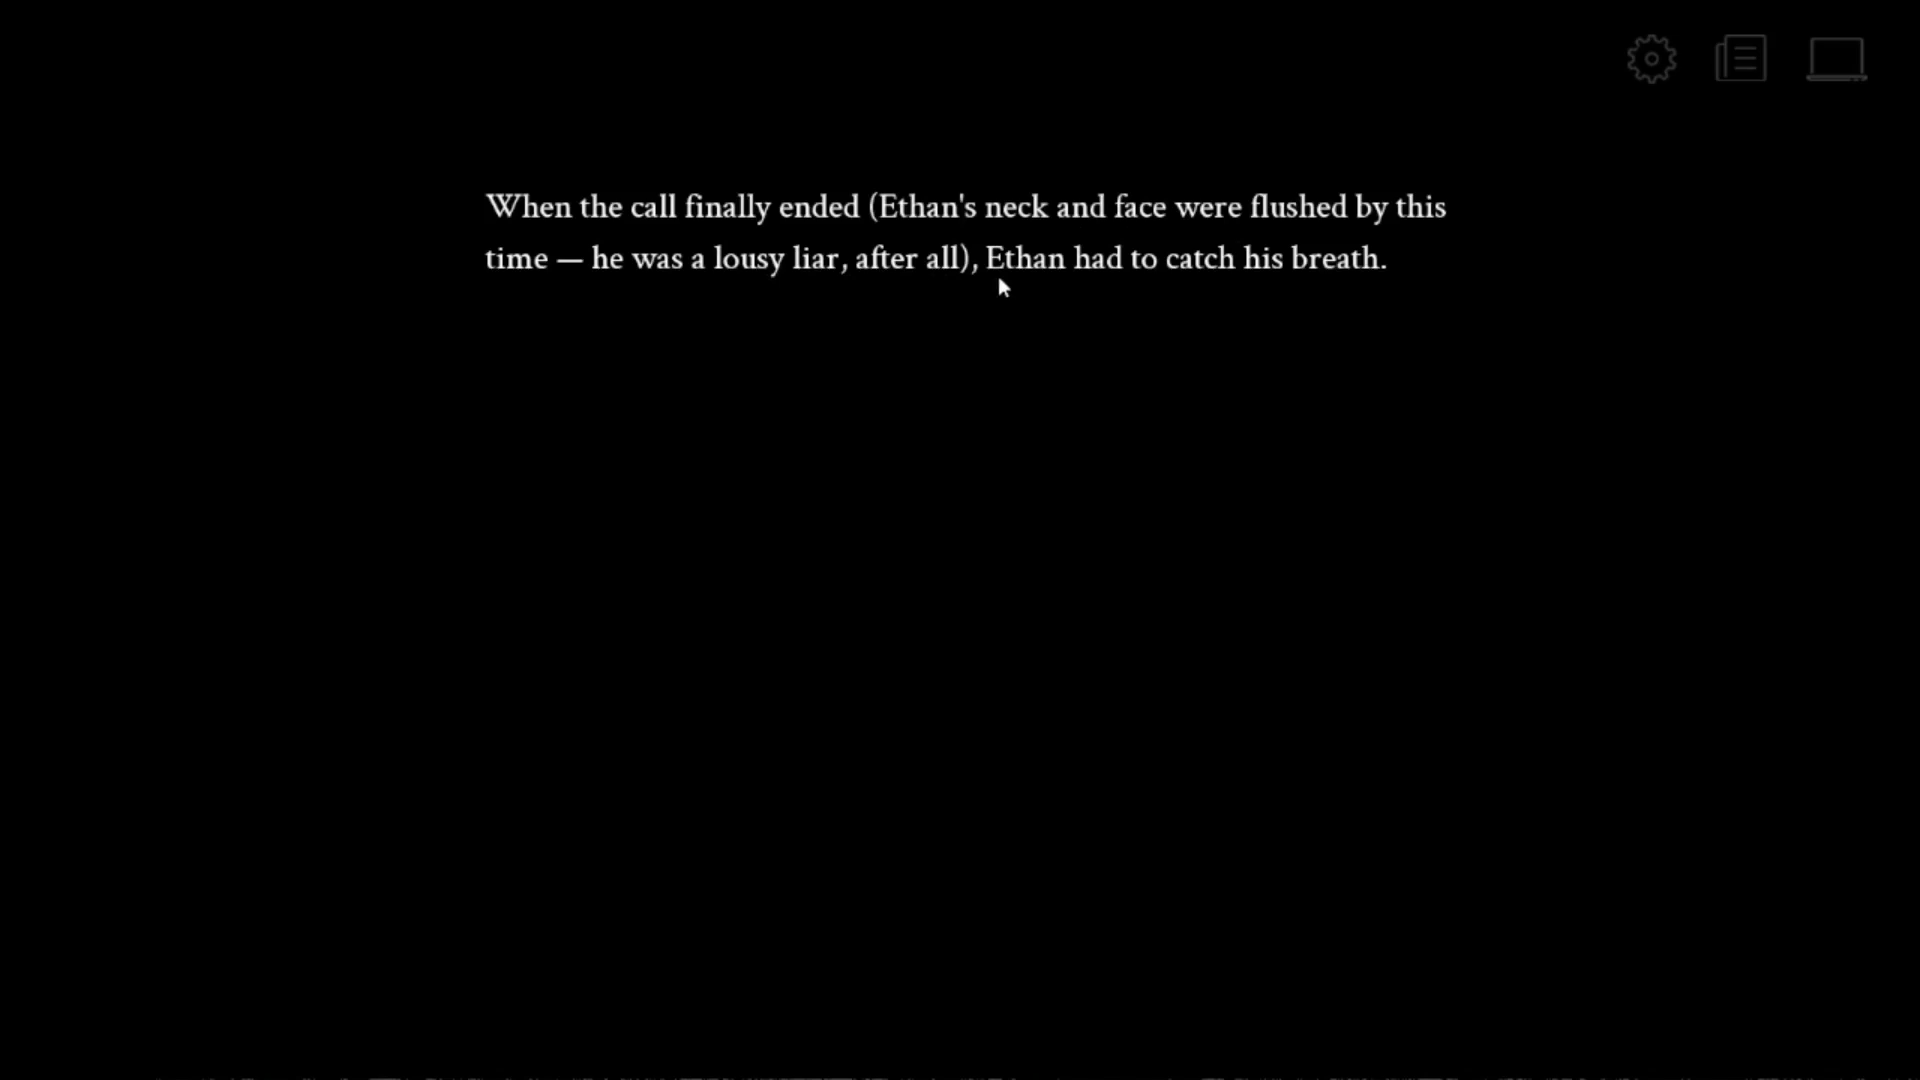 When the call finally ended (Ethan's neck and face were flushed by this
time — he was a lousy liar, after all), Ethan had to catch his breath.